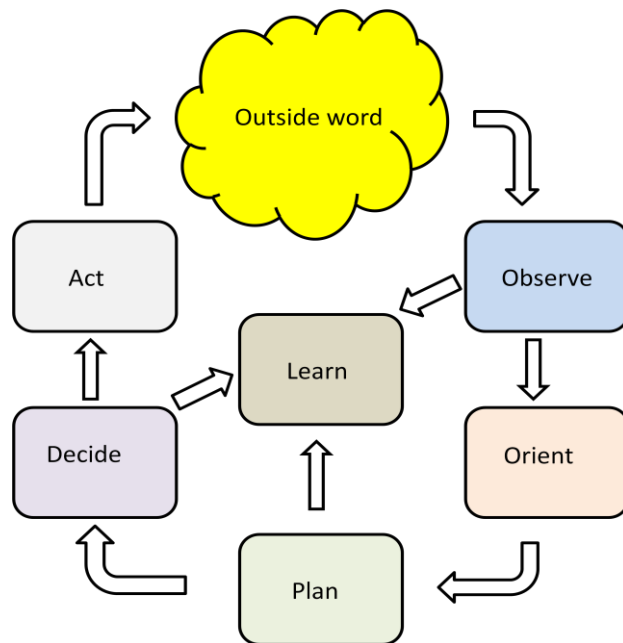 Outside word
Act
Observe
Learn
Decide
Orient
Plan